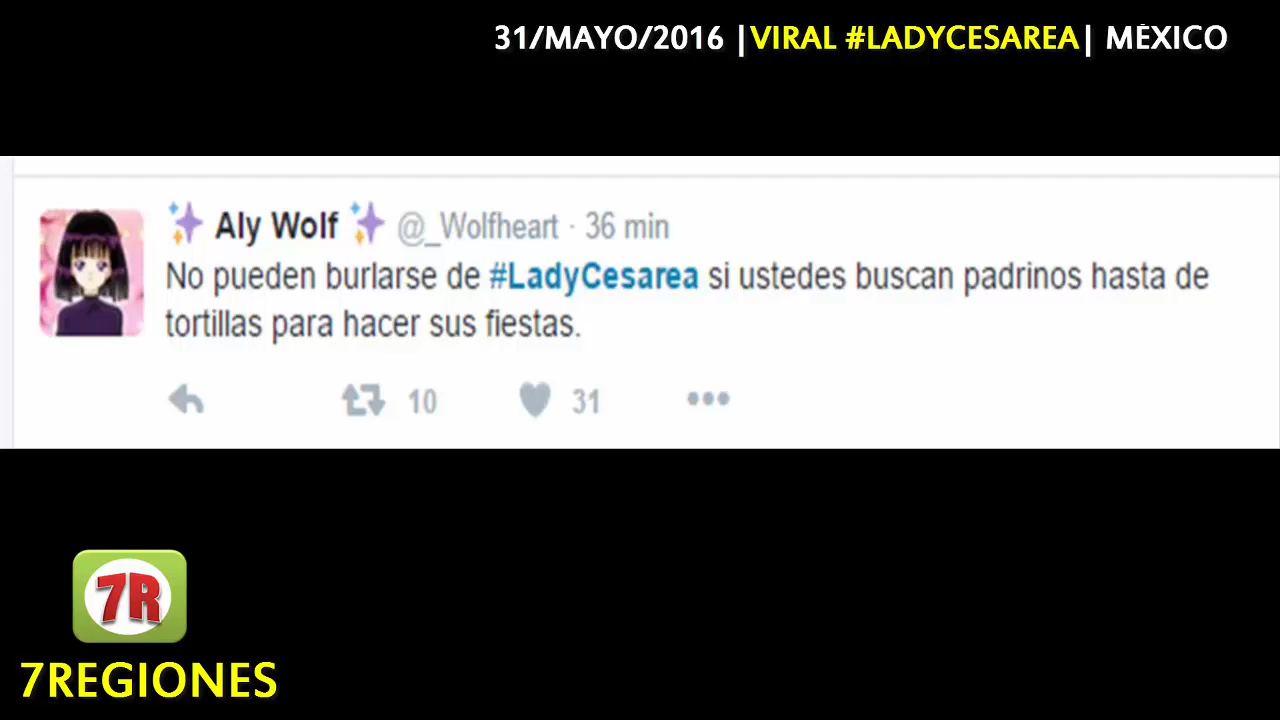 31/MAYO/2016 |VIRAL #LADYCESAREA| MÉXICO
Aly Wolf @_Wolfheart · 36 min
No pueden burlarse de #LadyCesarea si ustedes buscan padrinos hasta de
tortillas para hacer sus fiestas.
10 31
7R
7REGIONES